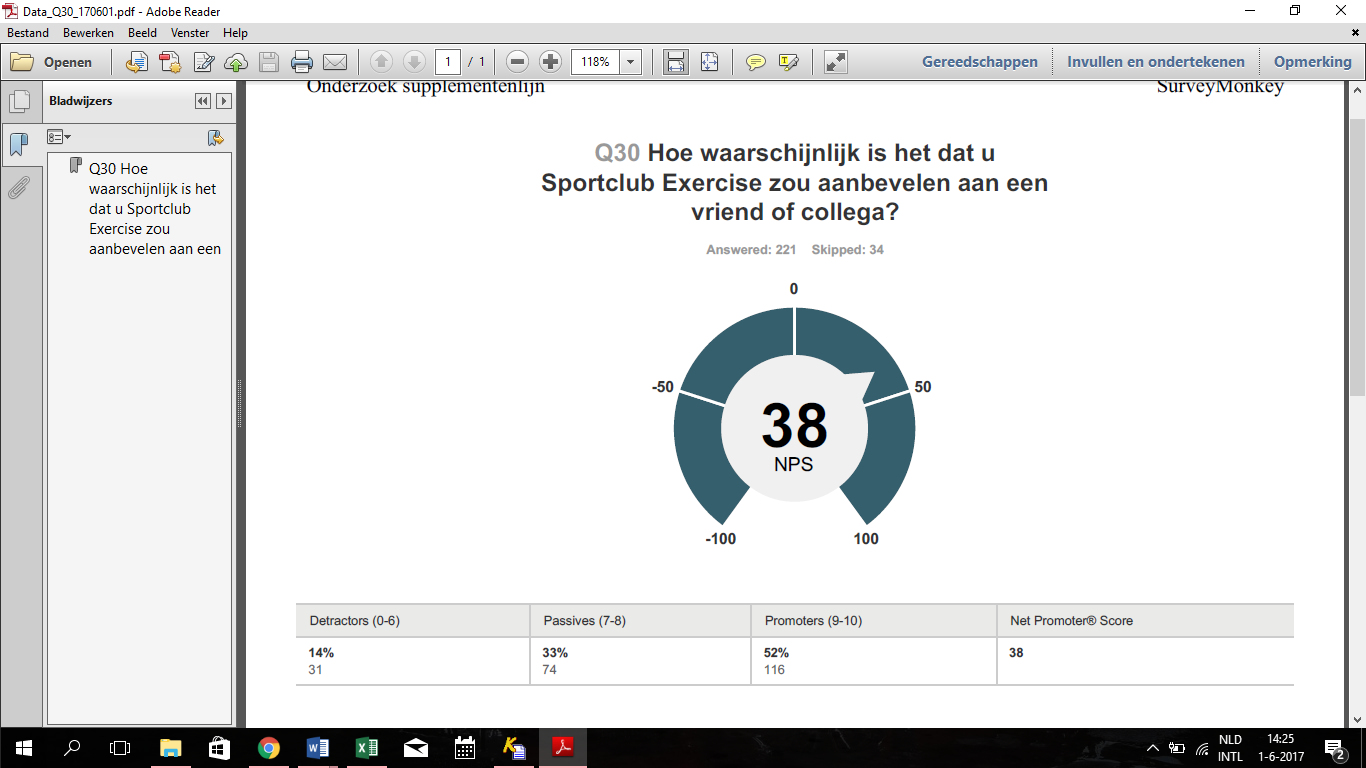 Data_Q30_170601.pdf - Adobe Reader
Bestand Bewerken Beeld Venster Help
Openen 1 / 1 118% Gereedschappen Invullen en ondertekenen Opmerking
Bladwijzers
Q30 Hoe
waarschijnlijk is het
dat u Sportclub
Exercise zou
aanbevelen aan een
Onderzoek supplementenlijn SurveyMonkey
Q30 Hoe waarschijnlijk is het dat u
Sportclub Exercise zou aanbevelen aan een
vriend of collega?
Answered: 221 Skipped: 34
0
-50 50
38
NPS
-100 100
Detractors (0-6) Passives (7-8) Promoters (9-10) Net Promoter® Score
14% 33% 52% 38
31 74 116
NLD 14:25
INTL 1-6-2017 2